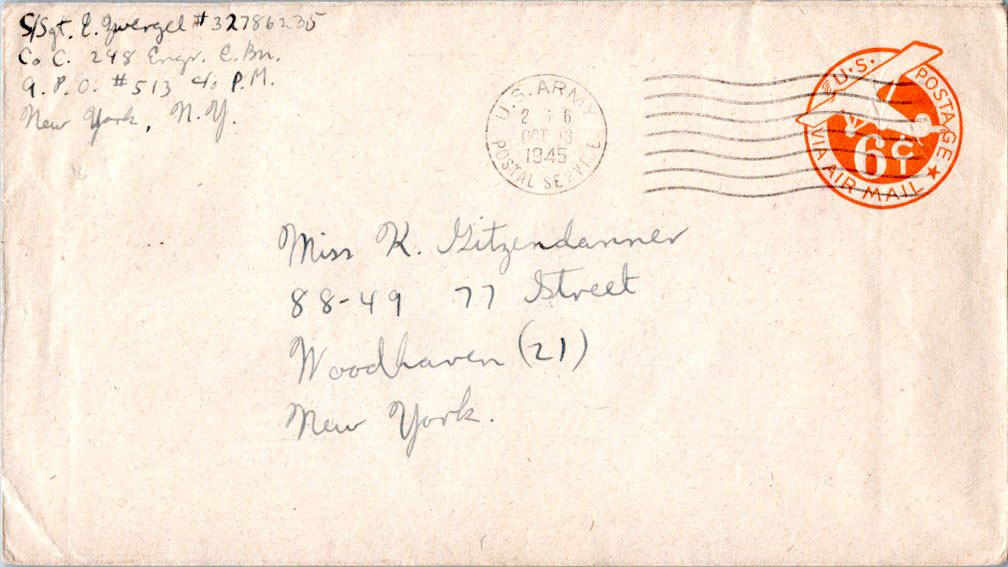 S/Sgt. E. Zwergel #32786235
Co C. 248 Engr. C. Bn.
A. P. O. #513 c/o P.M.
New York, N.Y.
U.S. ARMY
OCT 13
1945
POSTAL SERVICE
U.S. POSTAGE
6¢
VIA AIR MAIL
Miss K. Gitzendanner
88-49 77 Street
Woodhaven (21)
New York.